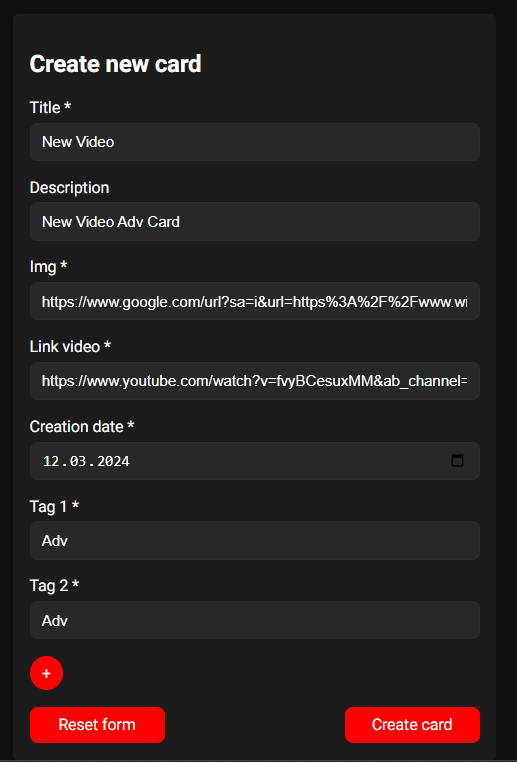 Create new card
Title *
New Video
Description
New Video Adv Card
Img *
https://www.google.com/url?sa=i&url=https%3A%2F%2Fwww.wi
Link video *
https://www.youtube.com/watch?v=fvyBCesuxMM&ab_channel=
Creation date *
12.03.2024
Tag 1 *
Adv
Tag 2 *
Adv
+
Reset form
Create card